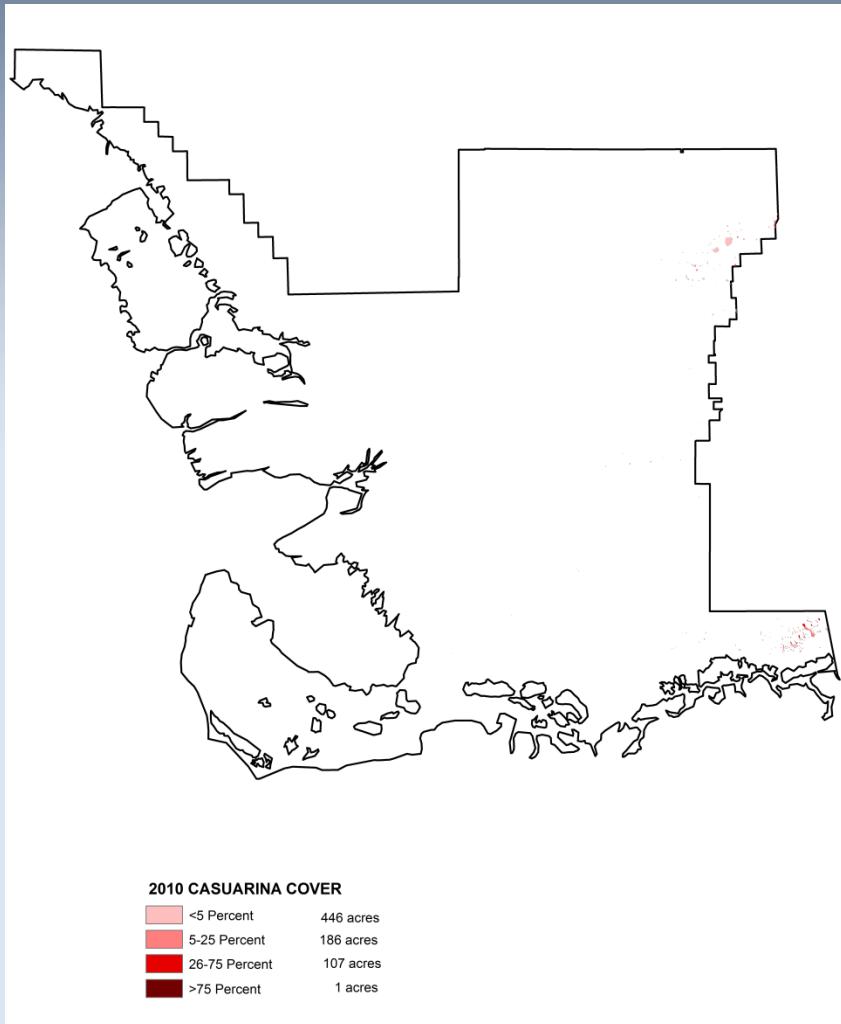 2010 CASUARINA COVER
<5 Percent 446 acres
5-25 Percent 186 acres
26-75 Percent 107 acres
>75 Percent 1 acres